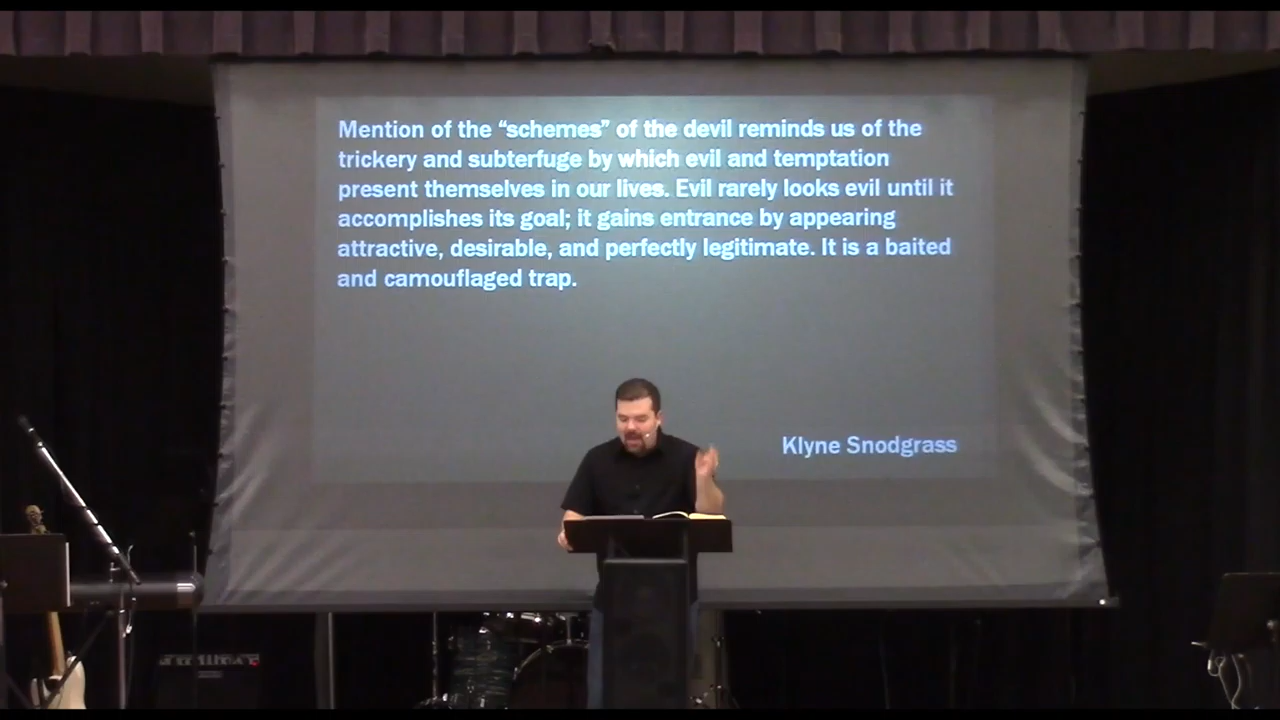 Mention of the “schemes” of the devil reminds us of the
trickery and subterfuge by which evil and temptation
present themselves in our lives. Evil rarely looks evil until it
accomplishes its goal; it gains entrance by appearing
attractive, desirable, and perfectly legitimate. It is a baited
and camouflaged trap.
Klyne Snodgrass